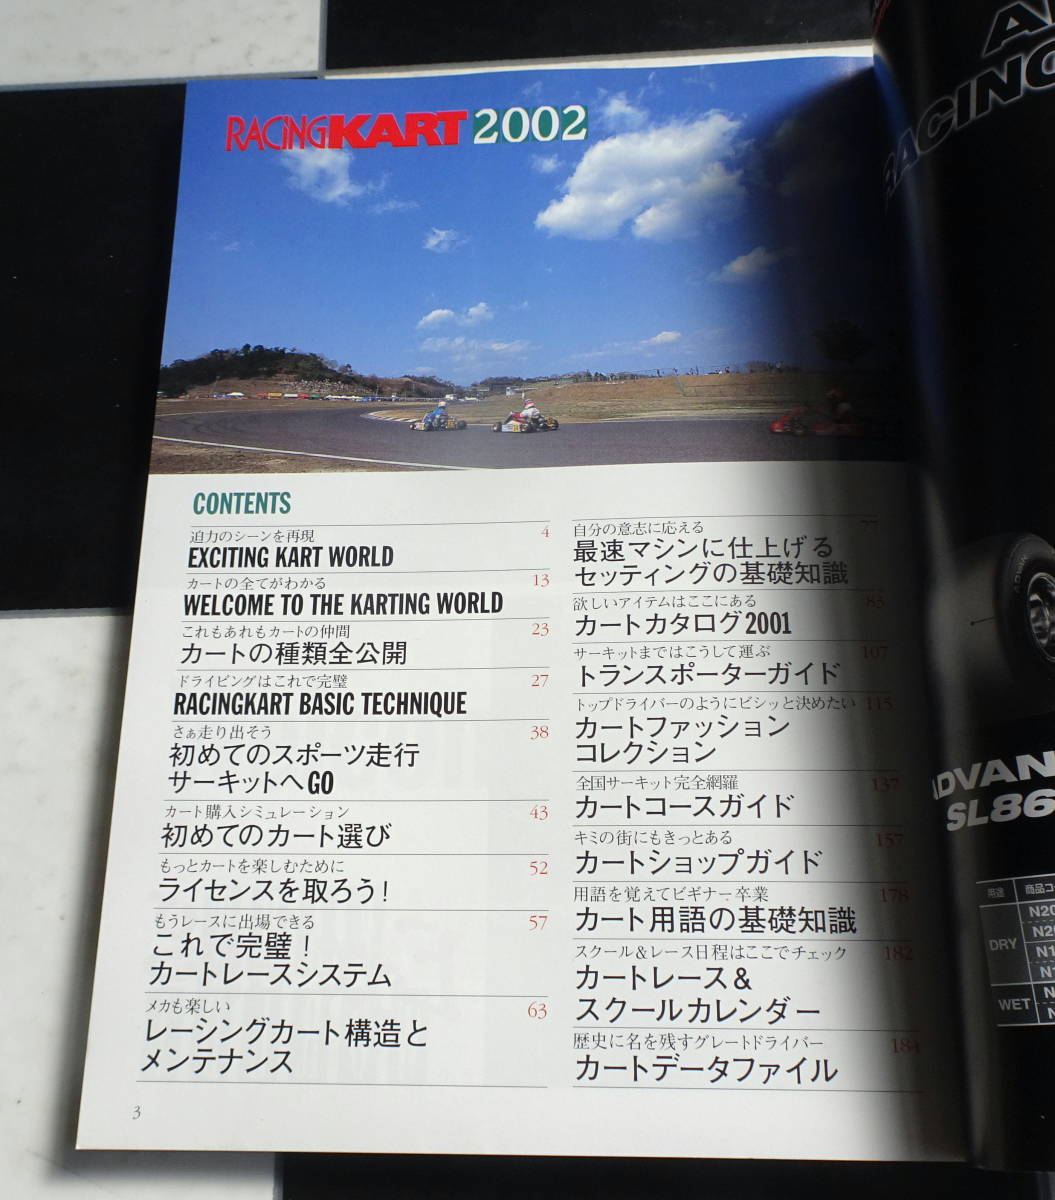 RACiNGKART 2002
CONTENTS
迫力のシーンを再現 4
EXCITING KART WORLD
カートの全てがわかる 13
WELCOME TO THE KARTING WORLD
これもあれもカートの仲間 23
カートの種類全公開
ドライビングはこれで完璧 27
RACINGKART BASIC TECHNIQUE
さぁ走り出そう 38
初めてのスポーツ走行
サーキットへGO
カート購入シミュレーション 43
初めてのカート選び
もっとカートを楽しむために 52
ライセンスを取ろう!
もうレースに出場できる 57
これで完璧!
カートレースシステム
メカも楽しい 63
レーシングカート構造と
メンテナンス
自分の意志に応える 77
最速マシンに仕上げる
セッティングの基礎知識
欲しいアイテムはここにある 83
カートカタログ2001
サーキットまではこうして運ぶ 107
トランスポーターガイド
トップドライバーのようにビシッと決めたい 115
カートファッション
コレクション
全国サーキット完全網羅 137
カートコースガイド
キミの街にもきっとある 157
カートショップガイド
用語を覚えてビギナー卒業 178
カート用語の基礎知識
スクール&レース日程はここでチェック 182
カートレース&
スクールカレンダー
歴史に名を残すグレートドライバー 184
カートデータファイル
3
RACING
ADVAN
SL86
用途
DRY
WET